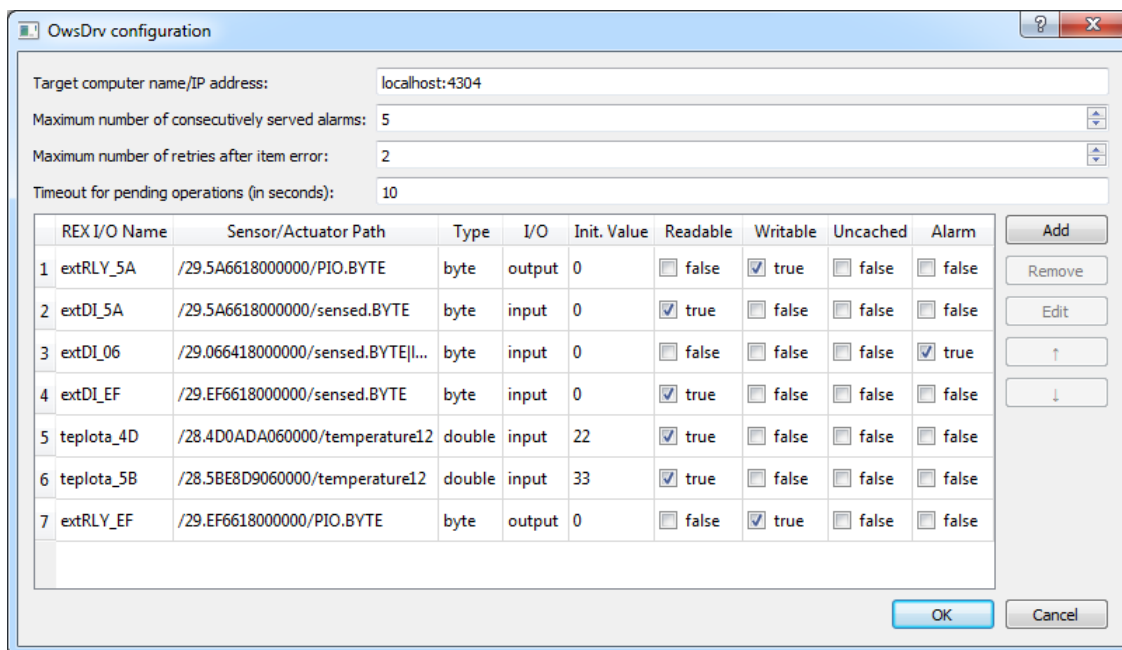 OwsDrv configuration
Target computer name/IP address: localhost:4304
Maximum number of consecutively served alarms: 5
Maximum number of retries after item error: 2
Timeout for pending operations (in seconds): 10
REX I/O Name Sensor/Actuator Path Type I/O Init. Value Readable Writable Uncached Alarm Add
1 extRLY_5A /29.5A6618000000/PIO.BYTE byte output 0 false true false false Remove
2 extDI_5A /29.5A6618000000/sensed.BYTE byte input 0 true false false false Edit
3 extDI_06 /29.066418000000/sensed.BYTE|I... byte input 0 false false false true ↑
4 extDI_EF /29.EF6618000000/sensed.BYTE byte input 0 true false false false ↓
5 teplota_4D /28.4D0ADA060000/temperature12 double input 22 true false false false
6 teplota_5B /28.5BE8D9060000/temperature12 double input 33 true false false false
7 extRLY_EF /29.EF6618000000/PIO.BYTE byte output 0 false true false false
OK Cancel